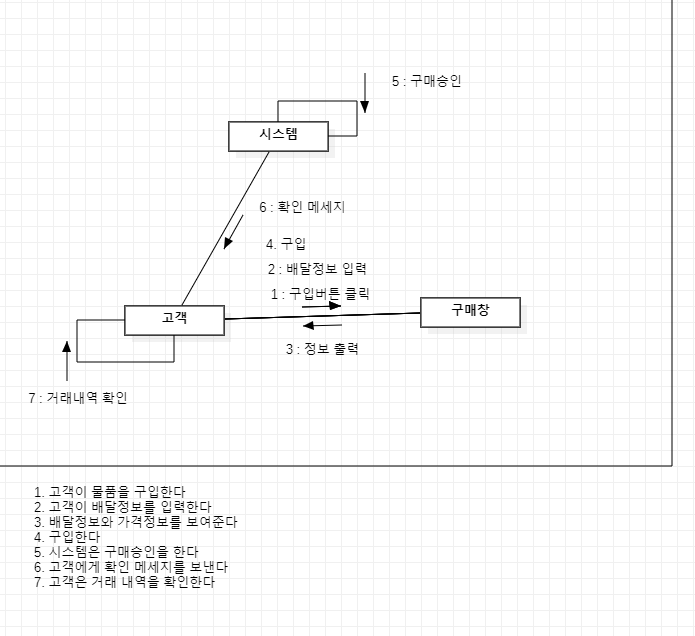 5 : 구매승인
시스템
6 : 확인 메세지
4. 구입
2 : 배달정보 입력
1 : 구입버튼 클릭
고객
구매창
3 : 정보 출력
7 : 거래내역 확인
1. 고객이 물품을 구입한다
2. 고객이 배달정보를 입력한다
3. 배달정보와 가격정보를 보여준다
4. 구입한다
5. 시스템은 구매승인을 한다
6. 고객에게 확인 메세지를 보낸다
7. 고객은 거래 내역을 확인한다